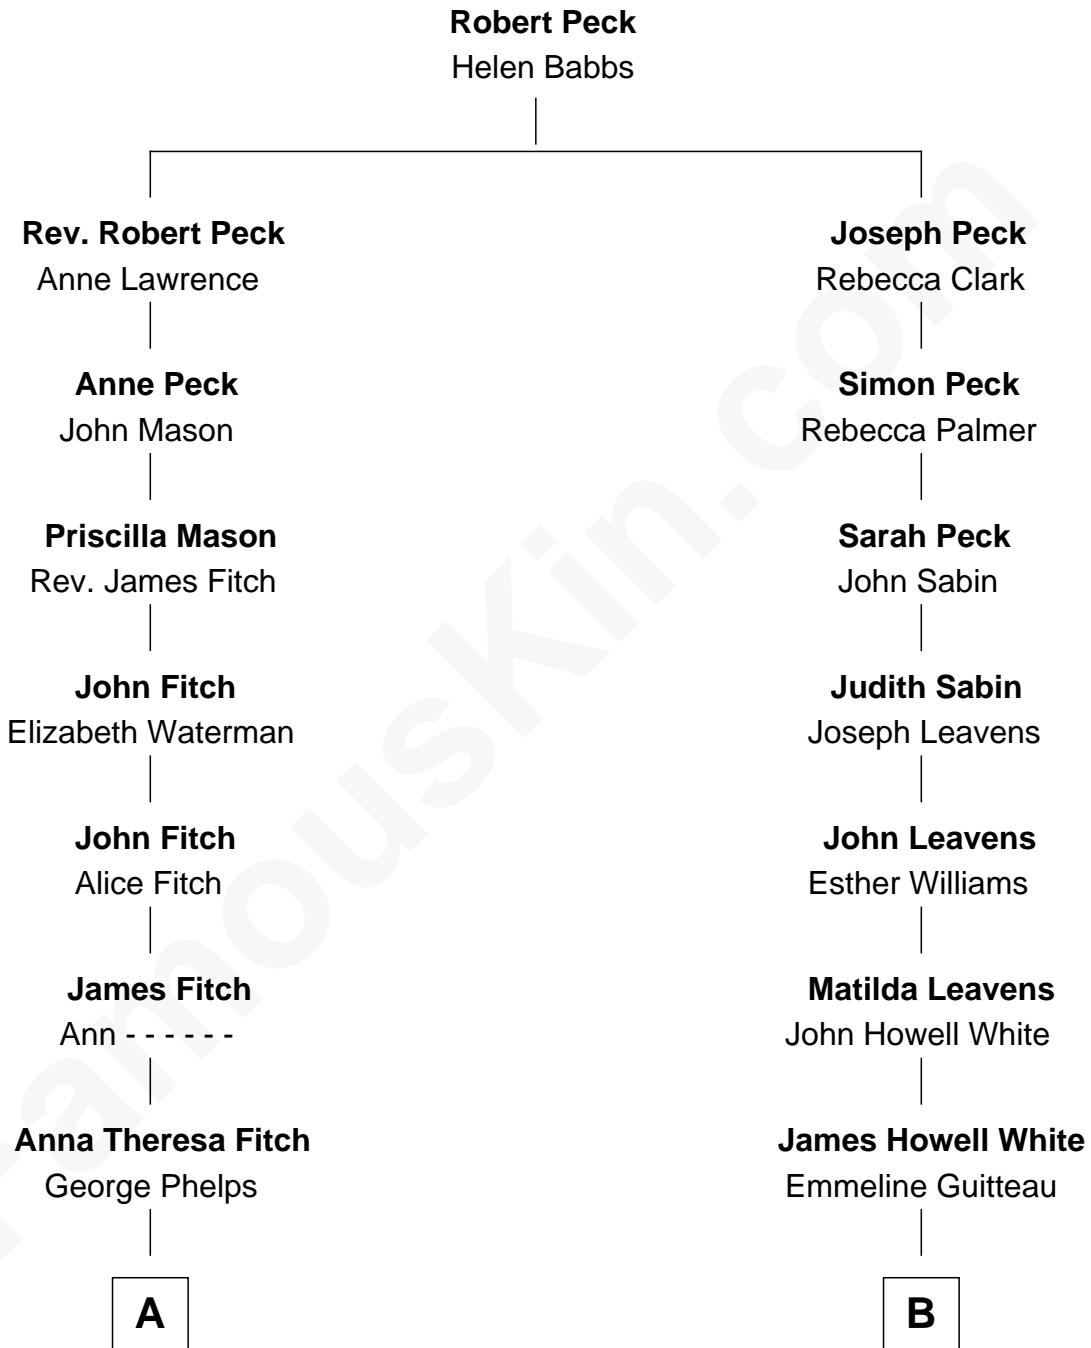 Robert Peck
Helen Babbs
Rev. Robert Peck
Anne Lawrence
Joseph Peck
Rebecca Clark
Anne Peck
John Mason
Simon Peck
Rebecca Palmer
Priscilla Mason
Rev. James Fitch
Sarah Peck
John Sabin
John Fitch
Elizabeth Waterman
Judith Sabin
Joseph Leavens
John Fitch
Alice Fitch
John Leavens
Esther Williams
James Fitch
Ann - - - - - -
Matilda Leavens
John Howell White
Anna Theresa Fitch
George Phelps
James Howell White
Emmeline Guitteau
A
B
FamousKin.com